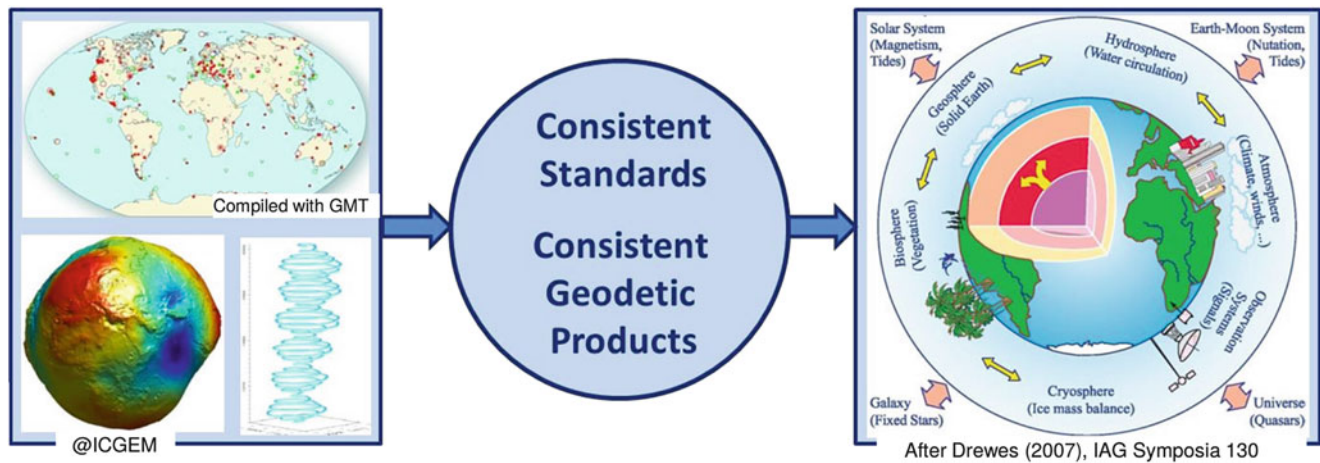 Compiled with GMT
@ICGEM
Consistent
Standards
Consistent
Geodetic
Products
Solar System
(Magnetism,
Tides)
Earth-Moon System
(Nutation,
Tides)
Hydrosphere
(Water circulation)
Geosphere
(Solid Earth)
Atmosphere
(Climate, winds, ...)
Biosphere
(Vegetation)
Observation
Systems
(Signals)
Cryosphere
(Ice mass balance)
Galaxy
(Fixed Stars)
Universe
(Quasars)
After Drewes (2007), IAG Symposia 130